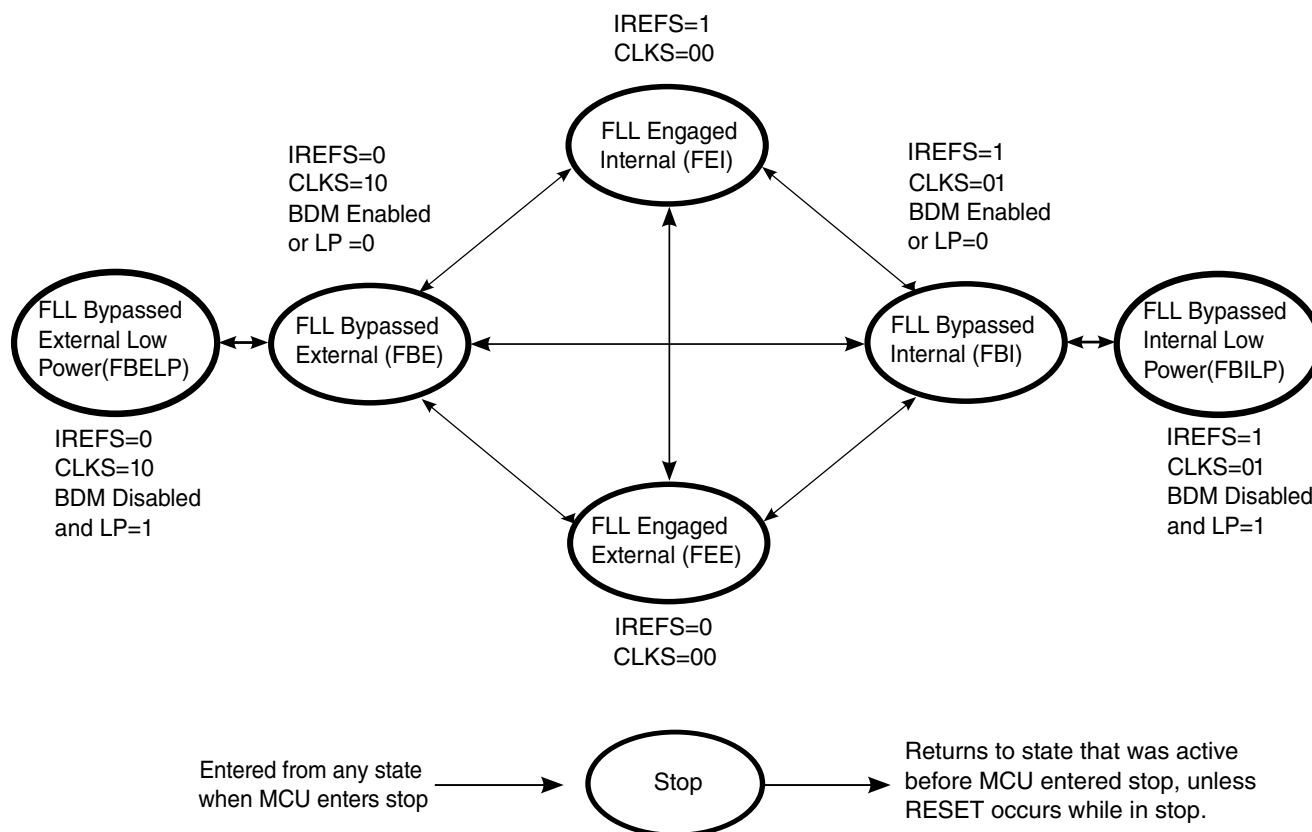 IREFS=1
CLKS=00
FLL Engaged
Internal (FEI)
IREFS=0
CLKS=10
BDM Enabled
or LP =0
IREFS=1
CLKS=01
BDM Enabled
or LP=0
FLL Bypassed
External Low
Power(FBELP)
FLL Bypassed
External (FBE)
FLL Bypassed
Internal (FBI)
FLL Bypassed
Internal Low
Power(FBILP)
IREFS=0
CLKS=10
BDM Disabled
and LP=1
IREFS=1
CLKS=01
BDM Disabled
and LP=1
FLL Engaged
External (FEE)
IREFS=0
CLKS=00
Entered from any state
when MCU enters stop
Stop
Returns to state that was active
before MCU entered stop, unless
RESET occurs while in stop.